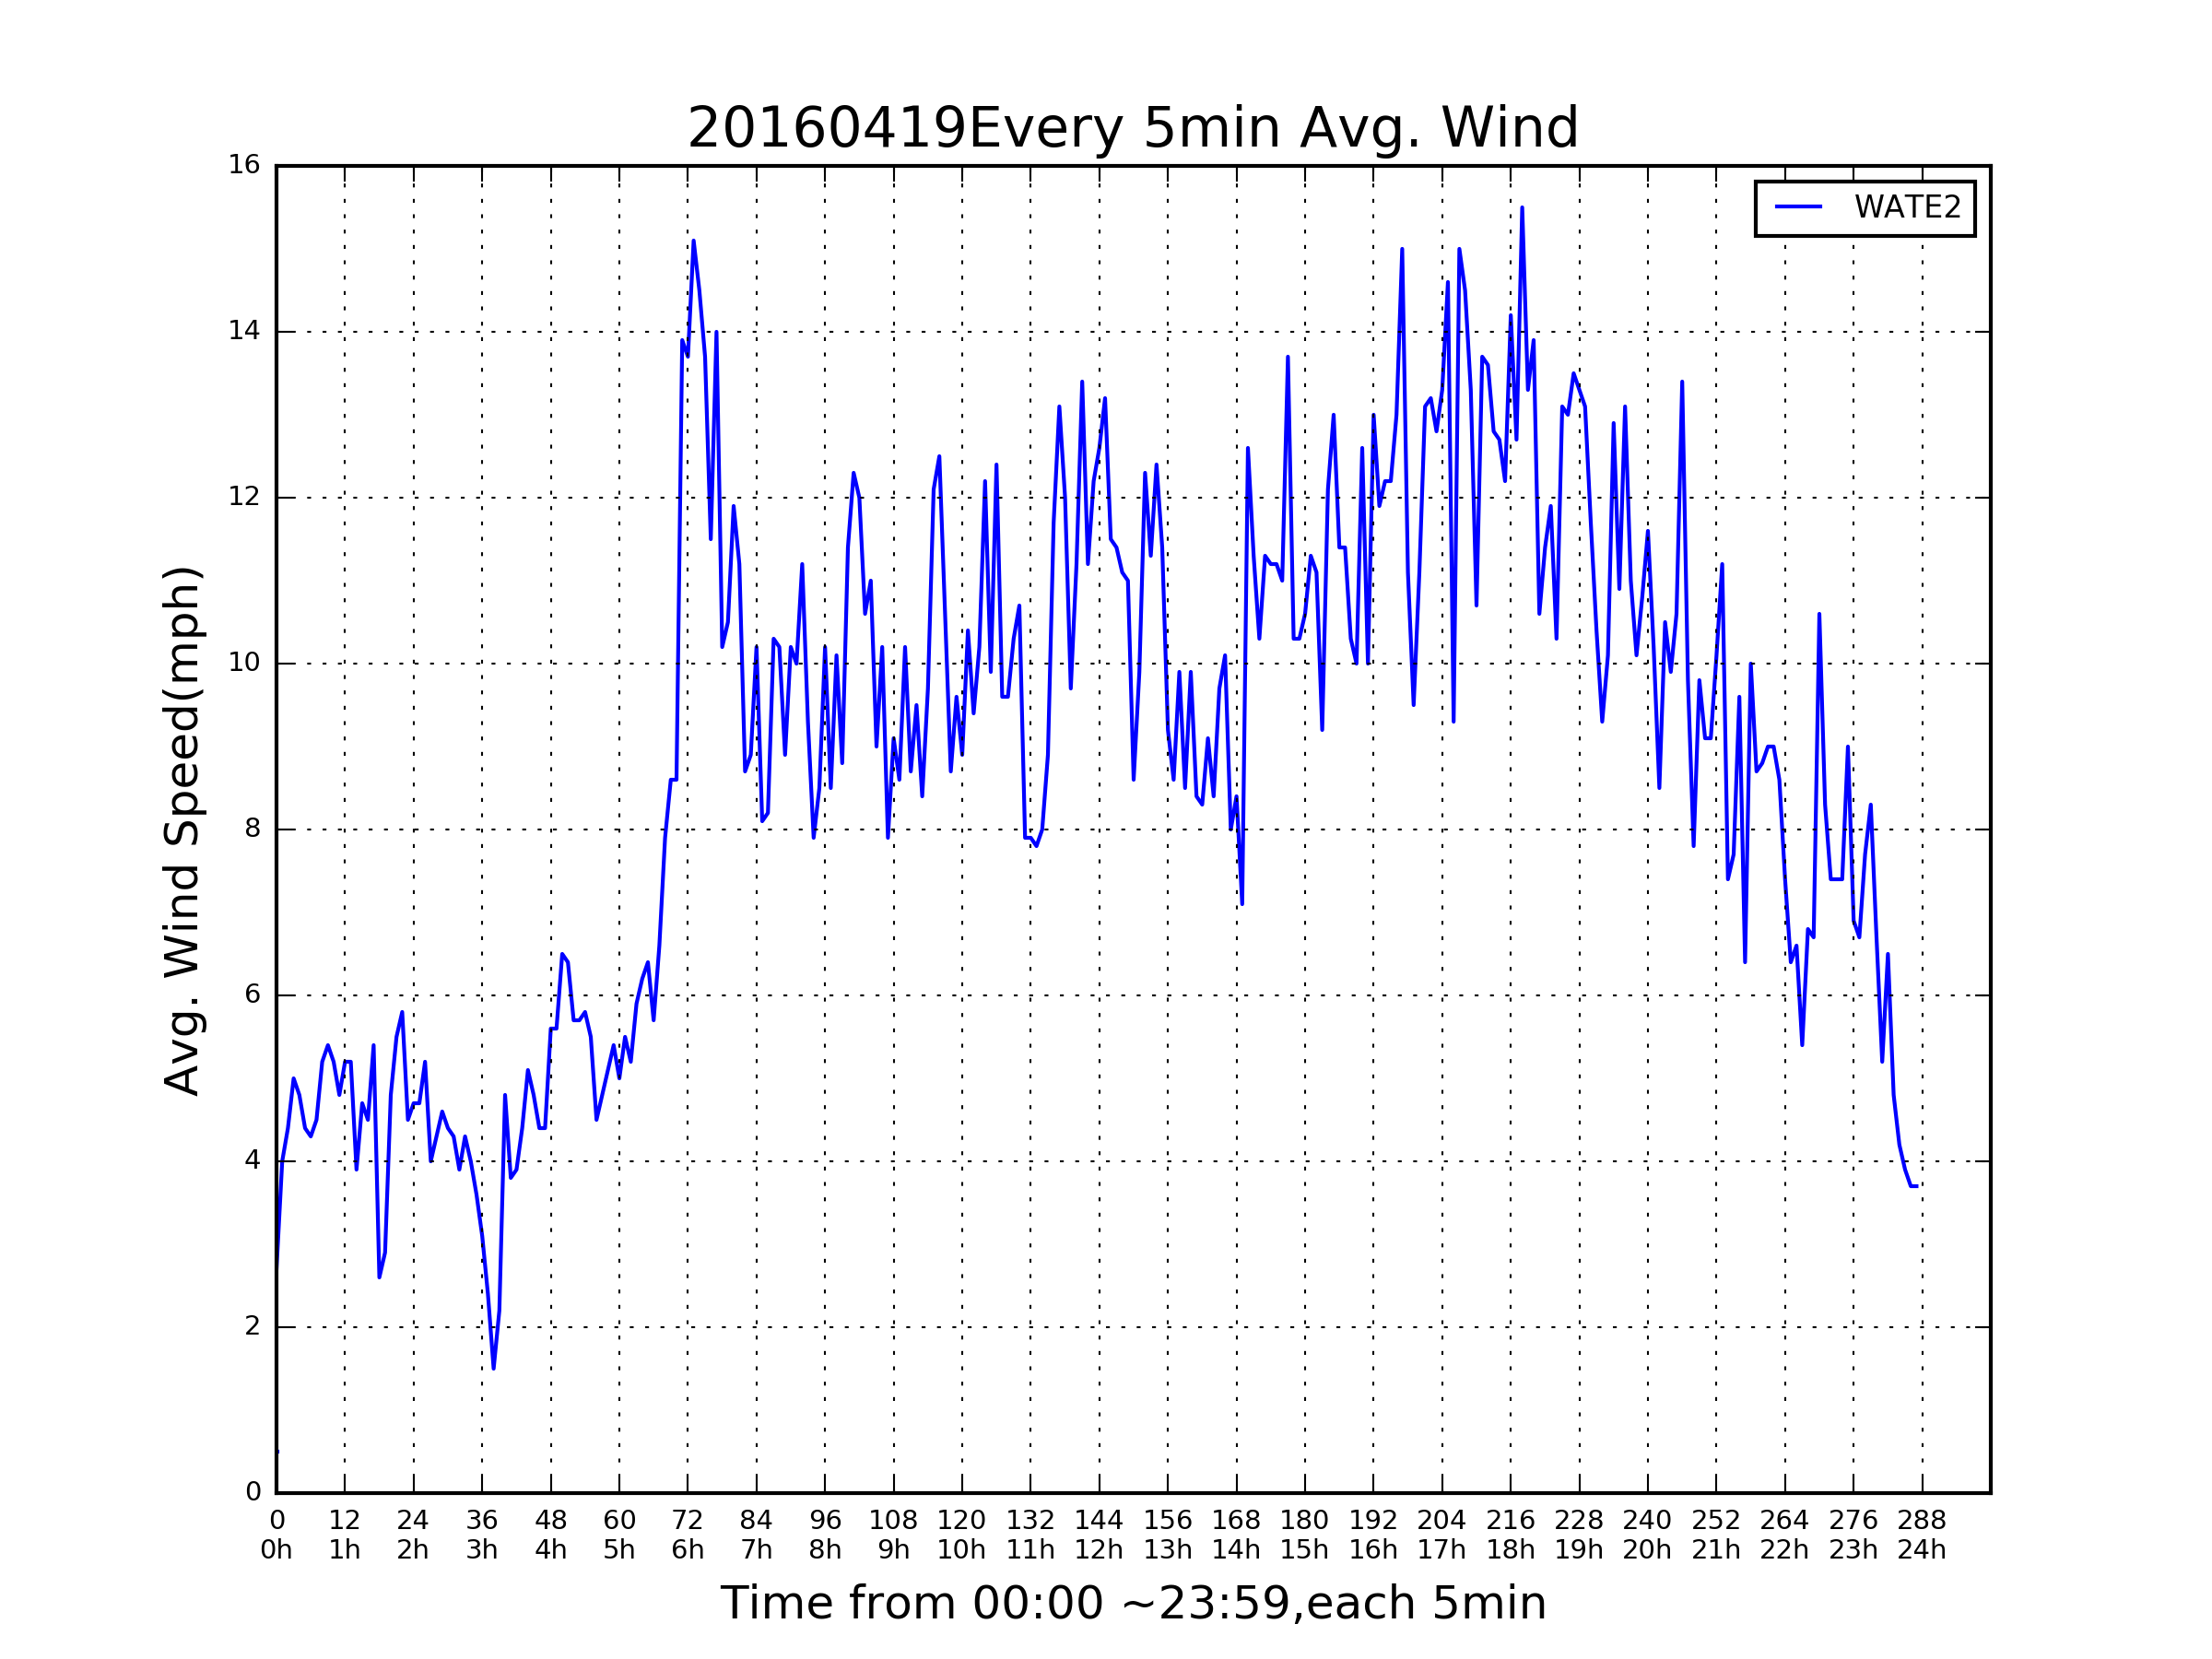 20160419Every 5min Avg. Wind
WATE2
Avg. Wind Speed(mph)
16
14
12
10
8
6
4
2
0
0 12 24 36 48 60 72 84 96 108 120 132 144 156 168 180 192 204 216 228 240 252 264 276 288
0h 1h 2h 3h 4h 5h 6h 7h 8h 9h 10h 11h 12h 13h 14h 15h 16h 17h 18h 19h 20h 21h 22h 23h 24h
Time from 00:00 ~23:59,each 5min